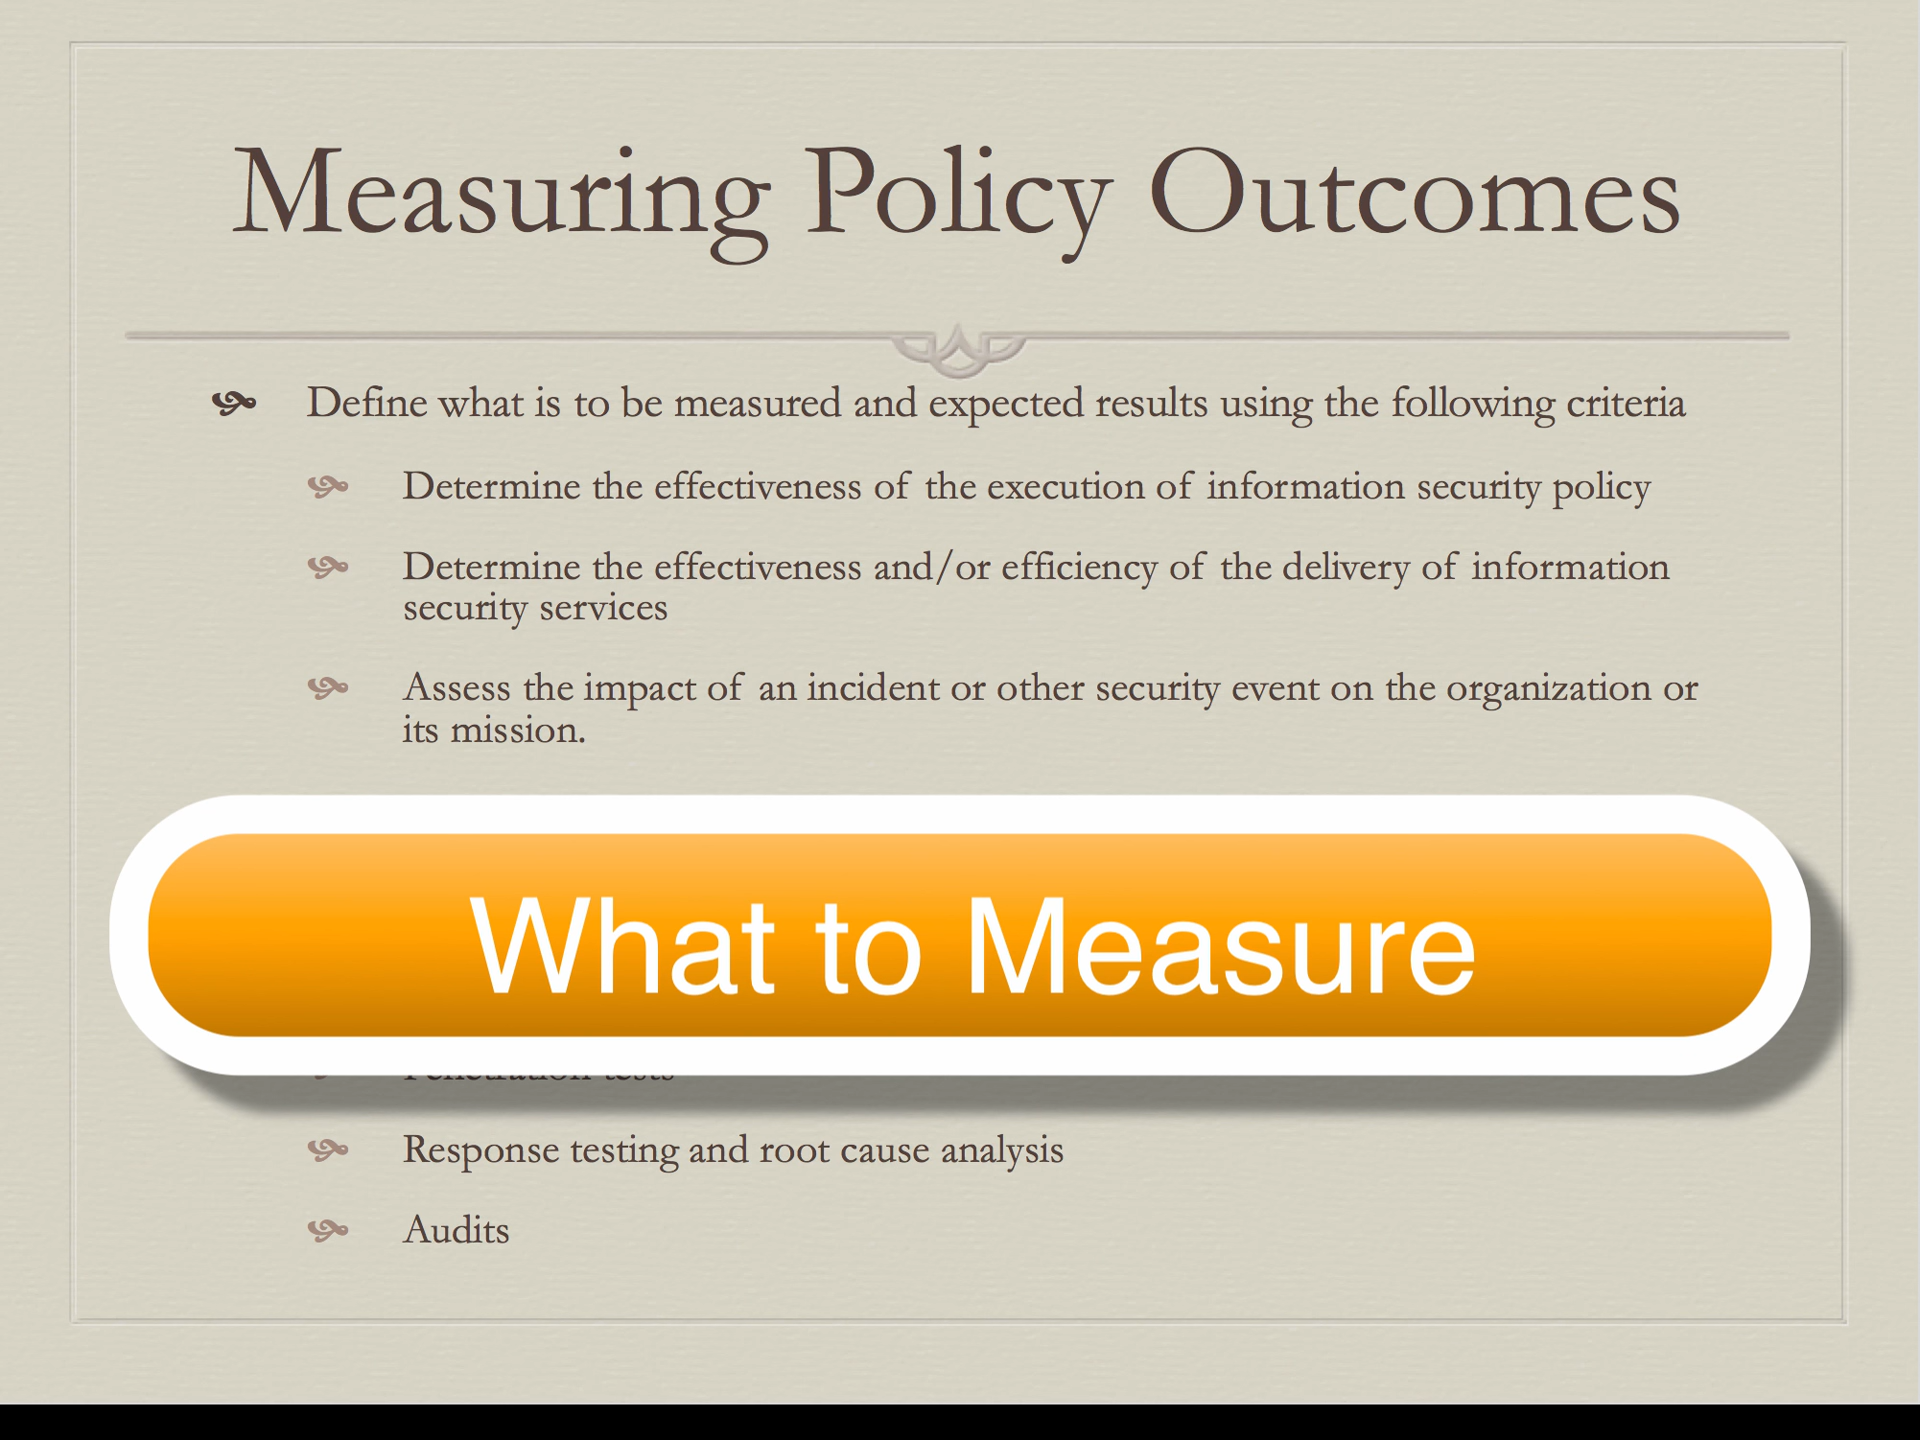 Measuring Policy Outcomes
Define what is to be measured and expected results using the following criteria
Determine the effectiveness of the execution of information security policy
Determine the effectiveness and/or efficiency of the delivery of information
security services
Assess the impact of an incident or other security event on the organization or
its mission.
What to Measure
Penetration tests
Response testing and root cause analysis
Audits